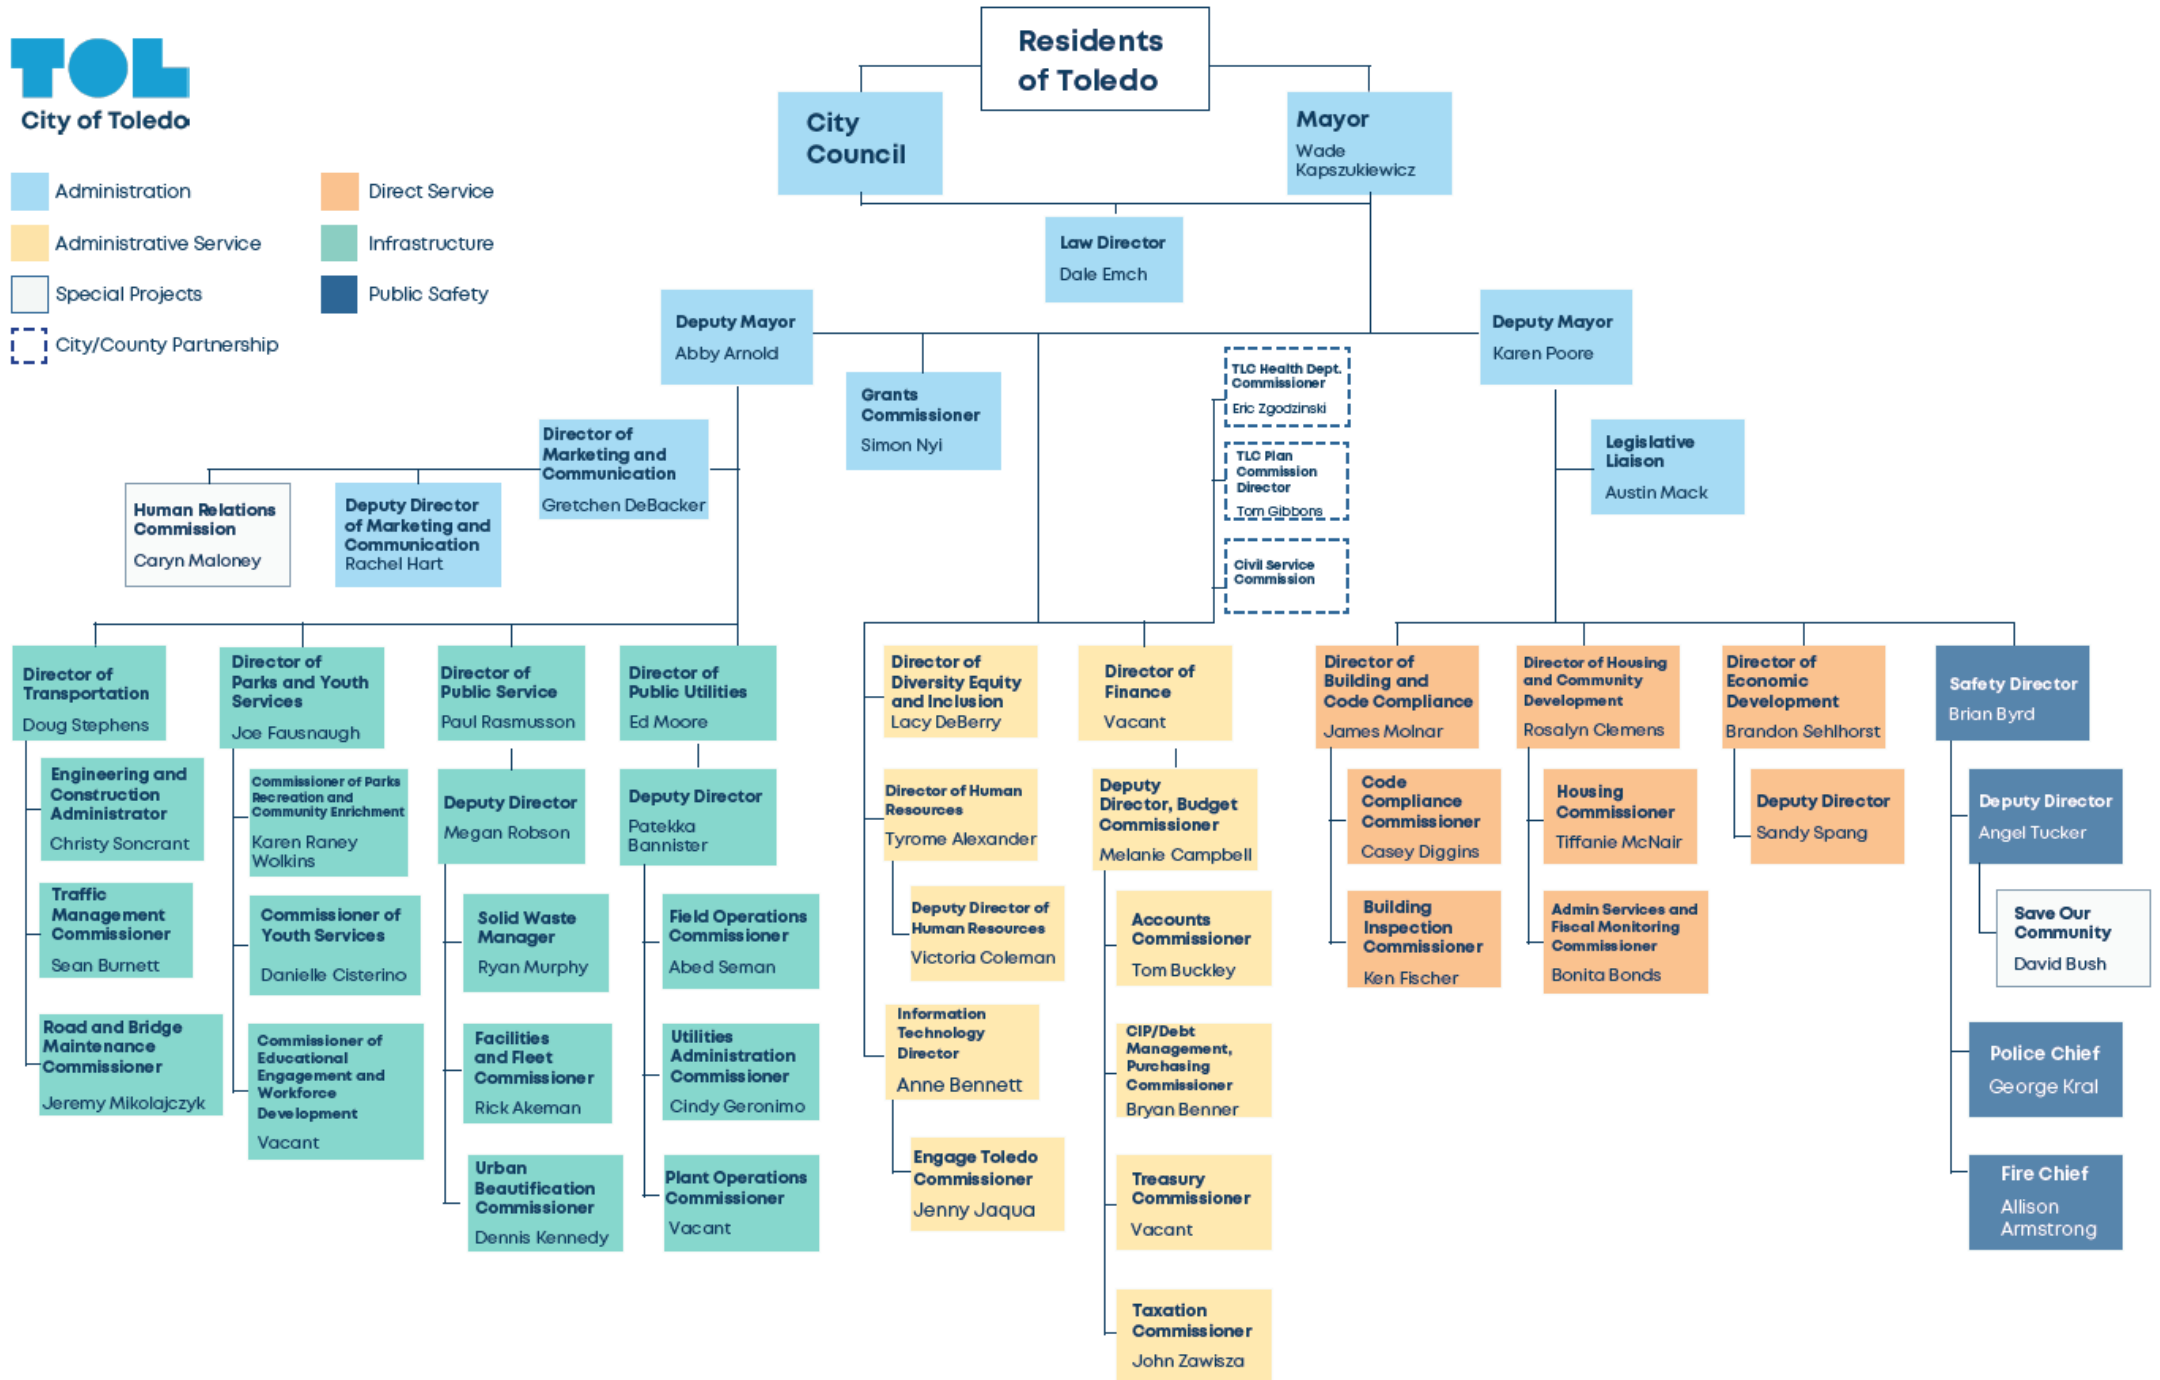 TOL
City of Toledo
Administration
Administrative Service
Special Projects
City/County Partnership
Direct Service
Infrastructure
Public Safety
Residents
of Toledo
City
Council
Mayor
Wade
Kapszukiewicz
Law Director
Dale Emch
Deputy Mayor
Abby Arnold
Deputy Mayor
Karen Poore
Grants
Commissioner
Simon Nyi
TLC Health Dept.
Commissioner
Eric Zgodzinski
TLC Plan
Commission
Director
Tom Gibbons
Civil Service
Commission
Legislative
Liaison
Austin Mack
Director of
Marketing and
Communication
Gretchen DeBacker
Human Relations
Commission
Caryn Maloney
Deputy Director
of Marketing and
Communication
Rachel Hart
Director of
Transportation
Doug Stephens
Engineering and
Construction
Administrator
Christy Soncrant
Traffic
Management
Commissioner
Sean Burnett
Road and Bridge
Maintenance
Commissioner
Jeremy Mikolajczyk
Director of
Parks and Youth
Services
Joe Fausnaugh
Commissioner of Parks
Recreation and
Community Enrichment
Karen Raney
Wolkins
Commissioner of
Youth Services
Danielle Cisterino
Commissioner of
Educational
Engagement and
Workforce
Development
Vacant
Director of
Public Service
Paul Rasmusson
Deputy Director
Megan Robson
Solid Waste
Manager
Ryan Murphy
Facilities
and Fleet
Commissioner
Rick Akeman
Urban
Beautification
Commissioner
Dennis Kennedy
Director of
Public Utilities
Ed Moore
Deputy Director
Patekka
Bannister
Field Operations
Commissioner
Abed Seman
Utilities
Administration
Commissioner
Cindy Geronimo
Plant Operations
Commissioner
Vacant
Director of
Diversity Equity
and Inclusion
Lacy DeBerry
Director of Human
Resources
Tyrome Alexander
Deputy Director of
Human Resources
Victoria Coleman
Information
Technology
Director
Anne Bennett
Engage Toledo
Commissioner
Jenny Jaqua
Director of
Finance
Vacant
Deputy
Director, Budget
Commissioner
Melanie Campbell
Accounts
Commissioner
Tom Buckley
CIP/Debt
Management,
Purchasing
Commissioner
Bryan Benner
Treasury
Commissioner
Vacant
Taxation
Commissioner
John Zawisza
Director of
Building and
Code Compliance
James Molnar
Code
Compliance
Commissioner
Casey Diggins
Building
Inspection
Commissioner
Ken Fischer
Director of Housing
and Community
Development
Rosalyn Clemens
Housing
Commissioner
Tiffanie McNair
Admin Services and
Fiscal Monitoring
Commissioner
Bonita Bonds
Director of
Economic
Development
Brandon Sehlhorst
Deputy Director
Sandy Spang
Safety Director
Brian Byrd
Deputy Director
Angel Tucker
Save Our
Community
David Bush
Police Chief
George Kral
Fire Chief
Allison
Armstrong